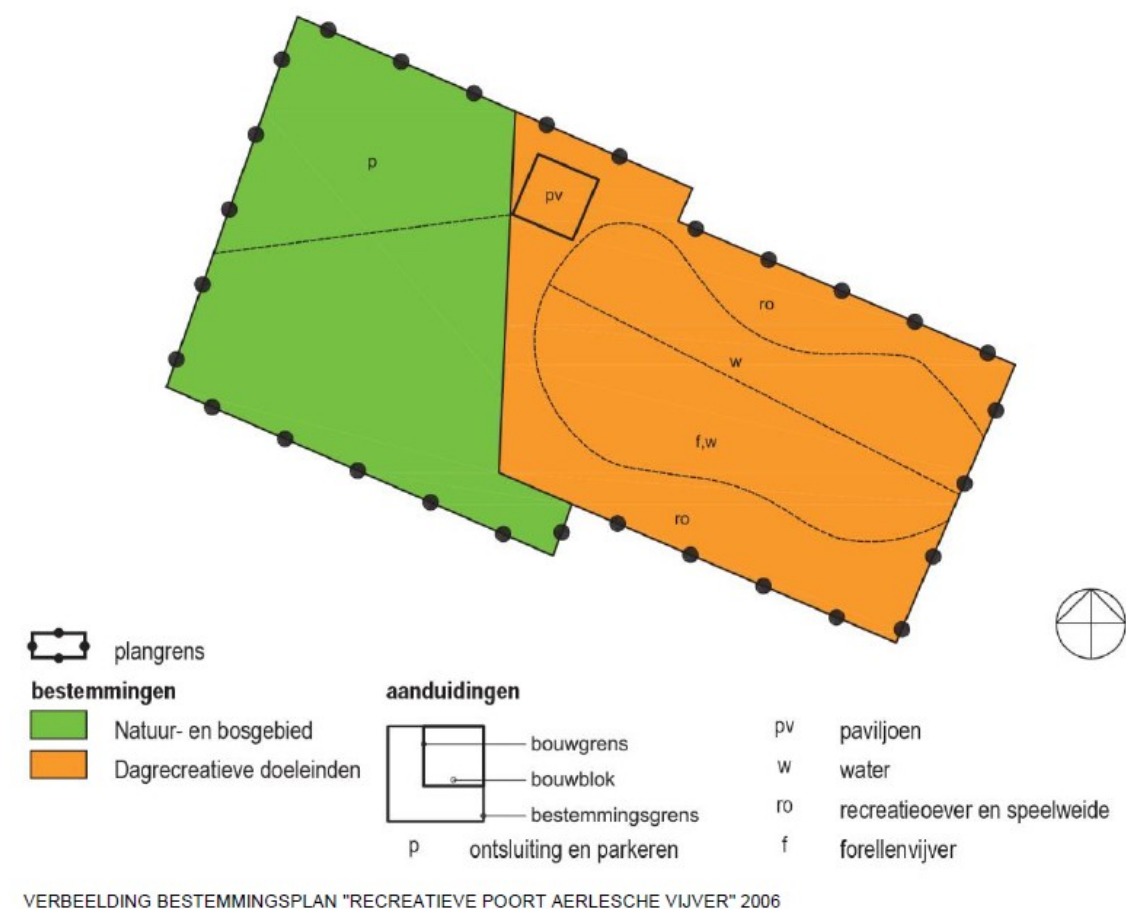 p
pv
ro
w
f,w
ro
plangrens
bestemmingen
Natuur- en bosgebied
Dagrecreatieve doeleinden
aanduidingen
bouwgrens
bouwblok
bestemmingsgrens
p ontsluiting en parkeren
pv paviljoen
w water
ro recreatieoever en speelweide
f forellenvijver
VERBEELDING BESTEMMINGSPLAN "RECREATIEVE POORT AERLESCHE VIJVER" 2006